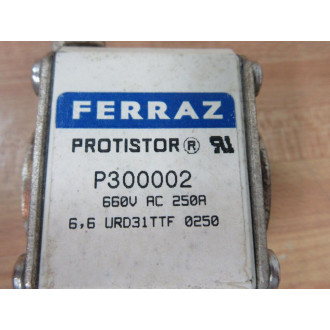 FERRAZ
PROTISTOR®
P300002
660V AC 250A
6,6 URD31TTF 0250